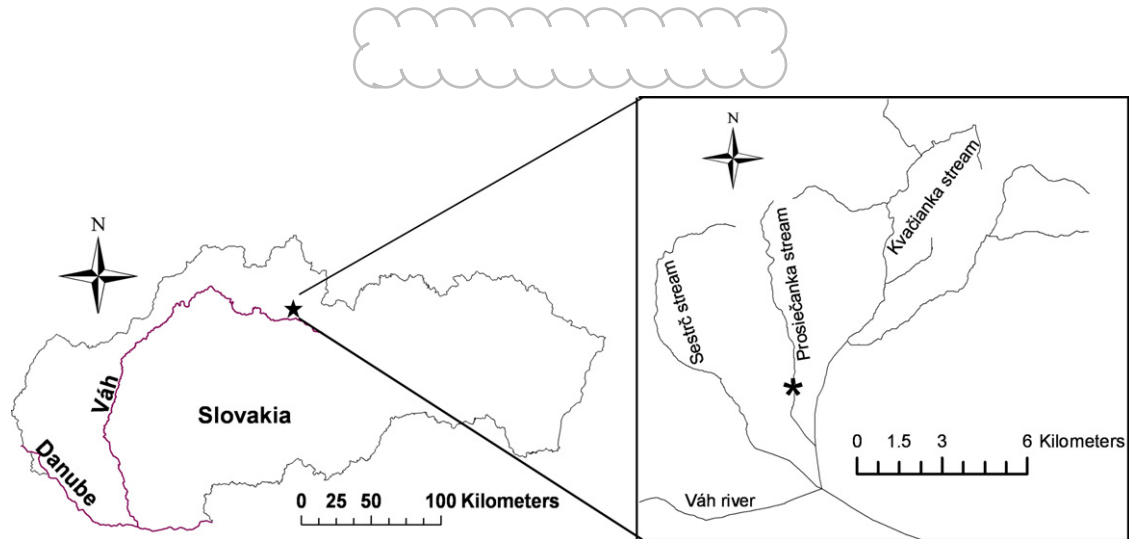 N
Váh
Danube
Slovakia
0 25 50 100 Kilometers
N
Sestrč stream
Prosiečanka stream
Kvačianka stream
Váh river
0 1.5 3 6 Kilometers